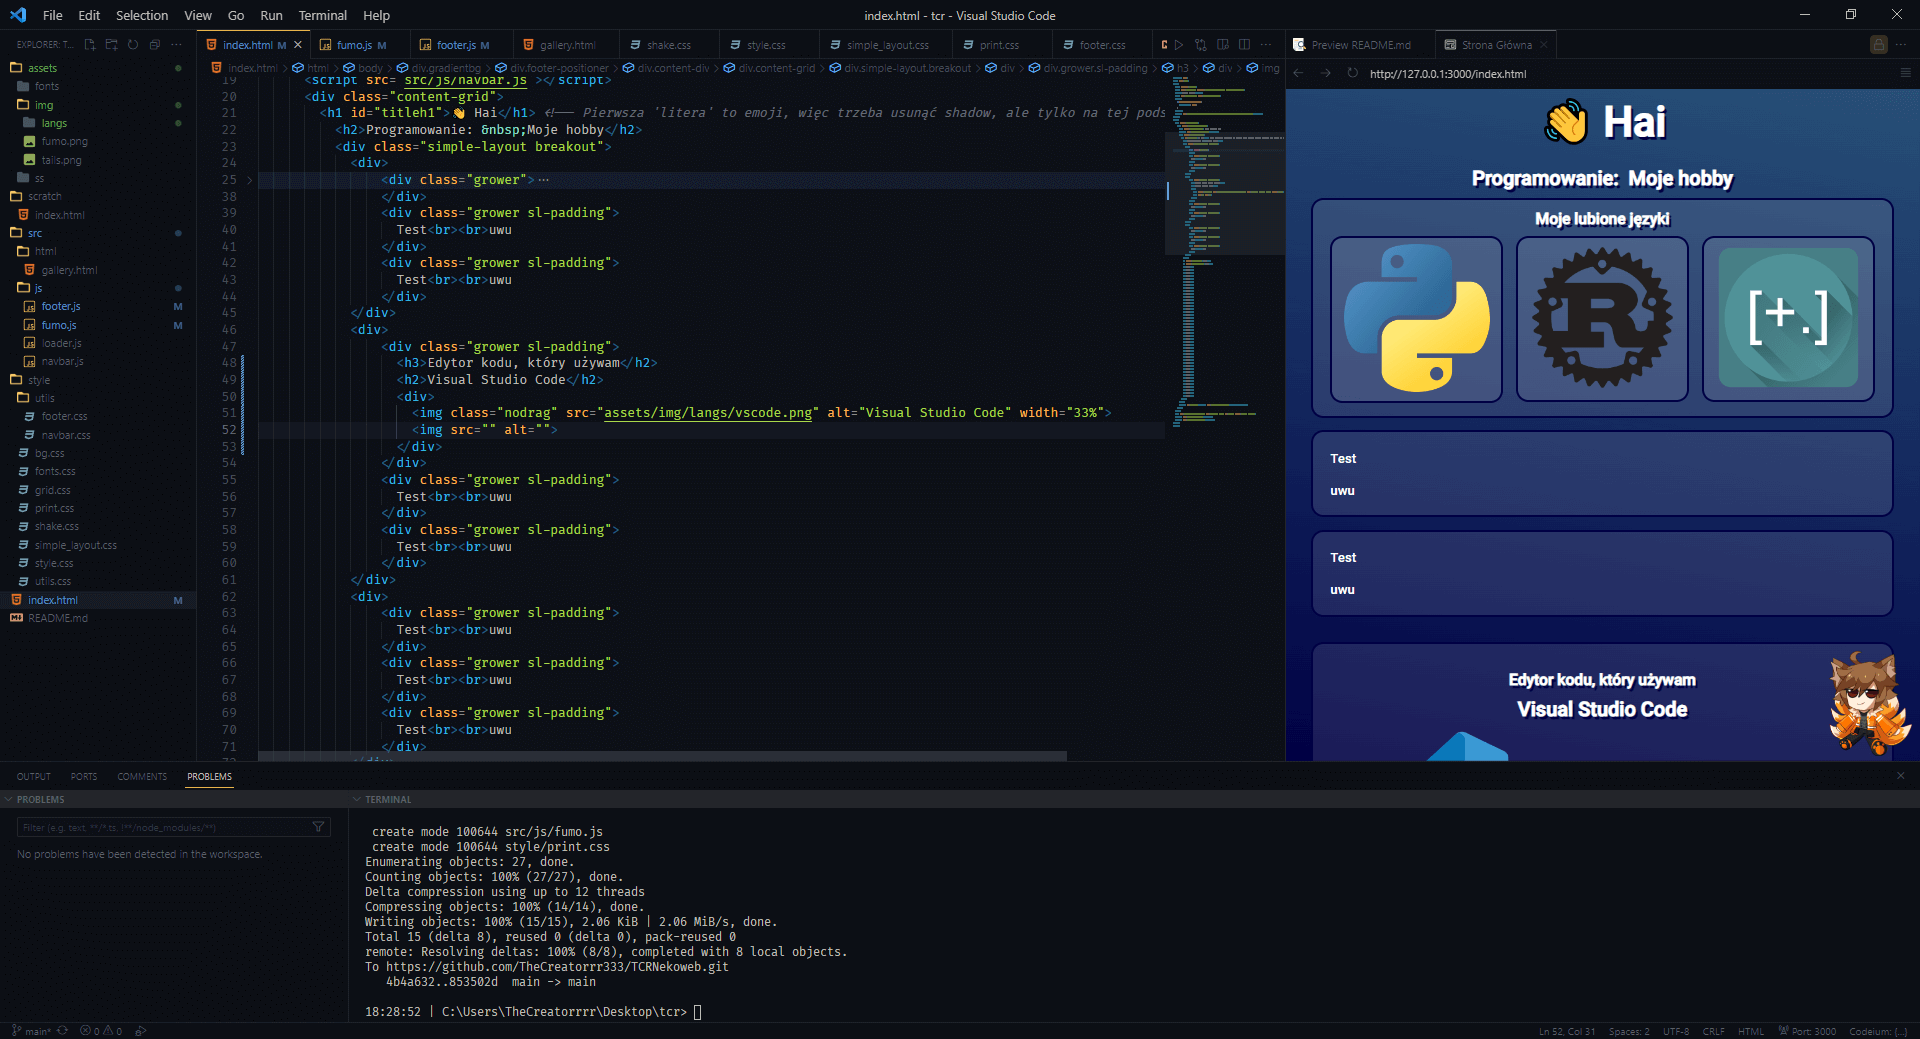 File Edit Selection View Go Run Terminal Help
index.html - tcr - Visual Studio Code
EXPLORER: T...
index.html M
fumo.js M
footer.js M
gallery.html
shake.css
style.css
simple_layout.css
print.css
footer.css
Preview README.md
Strona Główna
index.html > html > body > div.gradientbg > div.footer-positioner > div.content-div > div.content-grid > div.simple-layout.breakout > div > div.grower.sl-padding > h3 > div > img
http://127.0.0.1:3000/index.html
assets
fonts
img
langs
fumo.png
tails.png
ss
scratch
index.html
src
html
gallery.html
js
footer.js M
fumo.js M
loader.js
navbar.js
style
utils
footer.css
navbar.css
bg.css
fonts.css
grid.css
print.css
shake.css
simple_layout.css
style.css
utils.css
index.html M
README.md
19 <script src="src/js/navbar.js"></script>
20 <div class="content-grid">
21 <h1 id="titleh1">👋 Hai</h1> <!-- Pierwsza 'litera' to emoji, więc trzeba usunąć shadow, ale tylko na tej pods
22 <h2>Programowanie: &nbsp;Moje hobby</h2>
23 <div class="simple-layout breakout">
24 <div>
25 <div class="grower">...
38 </div>
39 <div class="grower sl-padding">
40 Test<br><br>uwu
41 </div>
42 <div class="grower sl-padding">
43 Test<br><br>uwu
44 </div>
45 </div>
46 <div>
47 <div class="grower sl-padding">
48 <h3>Edytor kodu, który używam</h2>
49 <h2>Visual Studio Code</h2>
50 <div>
51 <img class="nodrag" src="assets/img/langs/vscode.png" alt="Visual Studio Code" width="33%">
52 <img src="" alt="">
53 </div>
54 </div>
55 <div class="grower sl-padding">
56 Test<br><br>uwu
57 </div>
58 <div class="grower sl-padding">
59 Test<br><br>uwu
60 </div>
61 </div>
62 <div>
63 <div class="grower sl-padding">
64 Test<br><br>uwu
65 </div>
66 <div class="grower sl-padding">
67 Test<br><br>uwu
68 </div>
69 <div class="grower sl-padding">
70 Test<br><br>uwu
71 </div>
👋 Hai
Programowanie: Moje hobby
Moje lubione języki
R
[+.]
Test
uwu
Test
uwu
Edytor kodu, który używam
Visual Studio Code
OUTPUT PORTS COMMENTS PROBLEMS
PROBLEMS
Filter (e.g. text, **/*.ts, !**/node_modules/**)
No problems have been detected in the workspace.
TERMINAL
create mode 100644 src/js/fumo.js
create mode 100644 style/print.css
Enumerating objects: 27, done.
Counting objects: 100% (27/27), done.
Delta compression using up to 12 threads
Compressing objects: 100% (14/14), done.
Writing objects: 100% (15/15), 2.06 KiB | 2.06 MiB/s, done.
Total 15 (delta 8), reused 0 (delta 0), pack-reused 0
remote: Resolving deltas: 100% (8/8), completed with 8 local objects.
To https://github.com/TheCreatorrr333/TCRNekoweb.git
4b4a632..853502d main -> main
18:28:52 | C:\Users\TheCreatorrr\Desktop\tcr>
main* 0 0
Ln 52, Col 31 Spaces: 2 UTF-8 CRLF HTML Port: 3000 Codeium: {...}